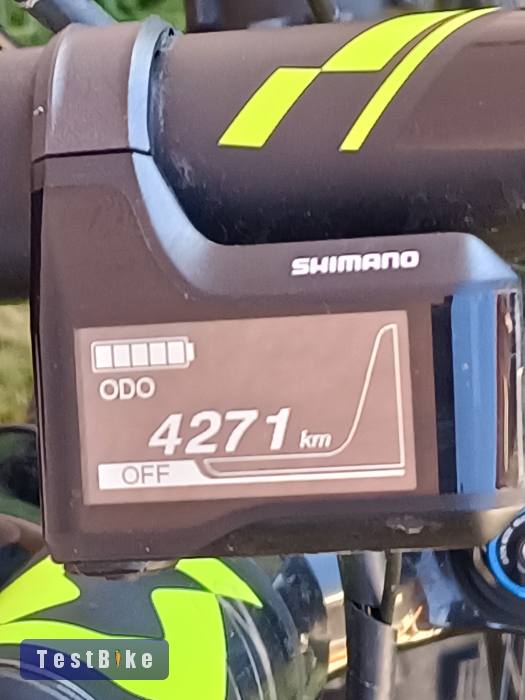 SHIMANO
ODO
4271 km
OFF
TestBike